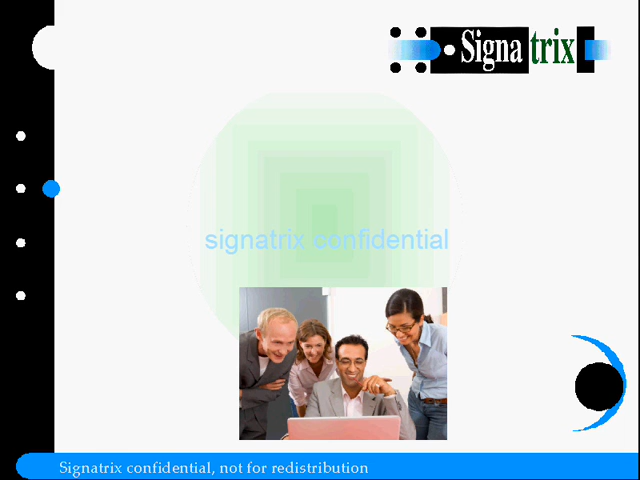 Signatrix
signatrix confidential
Signatrix confidential, not for redistribution